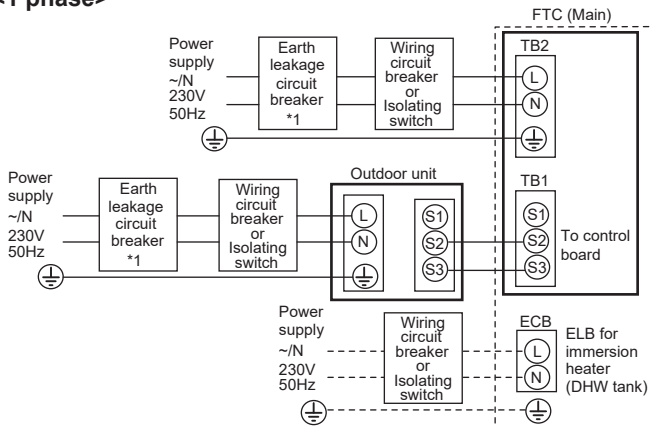 <1 phase>
FTC (Main)
Power
supply
~/N
230V
50Hz
Earth
leakage
circuit
breaker
*1
Wiring
circuit
breaker
or
Isolating
switch
TB2
L
N
Power
supply
~/N
230V
50Hz
Earth
leakage
circuit
breaker
*1
Wiring
circuit
breaker
or
Isolating
switch
Outdoor unit
L
N
S1
S2
S3
TB1
S1
S2
S3
To control
board
Power
supply
~/N
230V
50Hz
Wiring
circuit
breaker
or
Isolating
switch
ECB
L
N
ELB for
immersion
heater
(DHW tank)